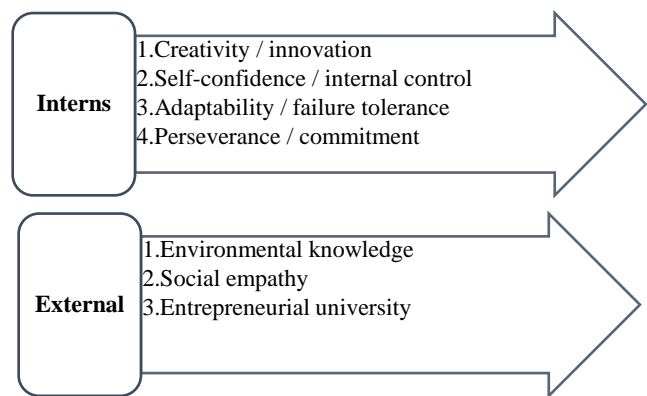 Interns
1.Creativity / innovation
2.Self-confidence / internal control
3.Adaptability / failure tolerance
4.Perseverance / commitment
External
1.Environmental knowledge
2.Social empathy
3.Entrepreneurial university